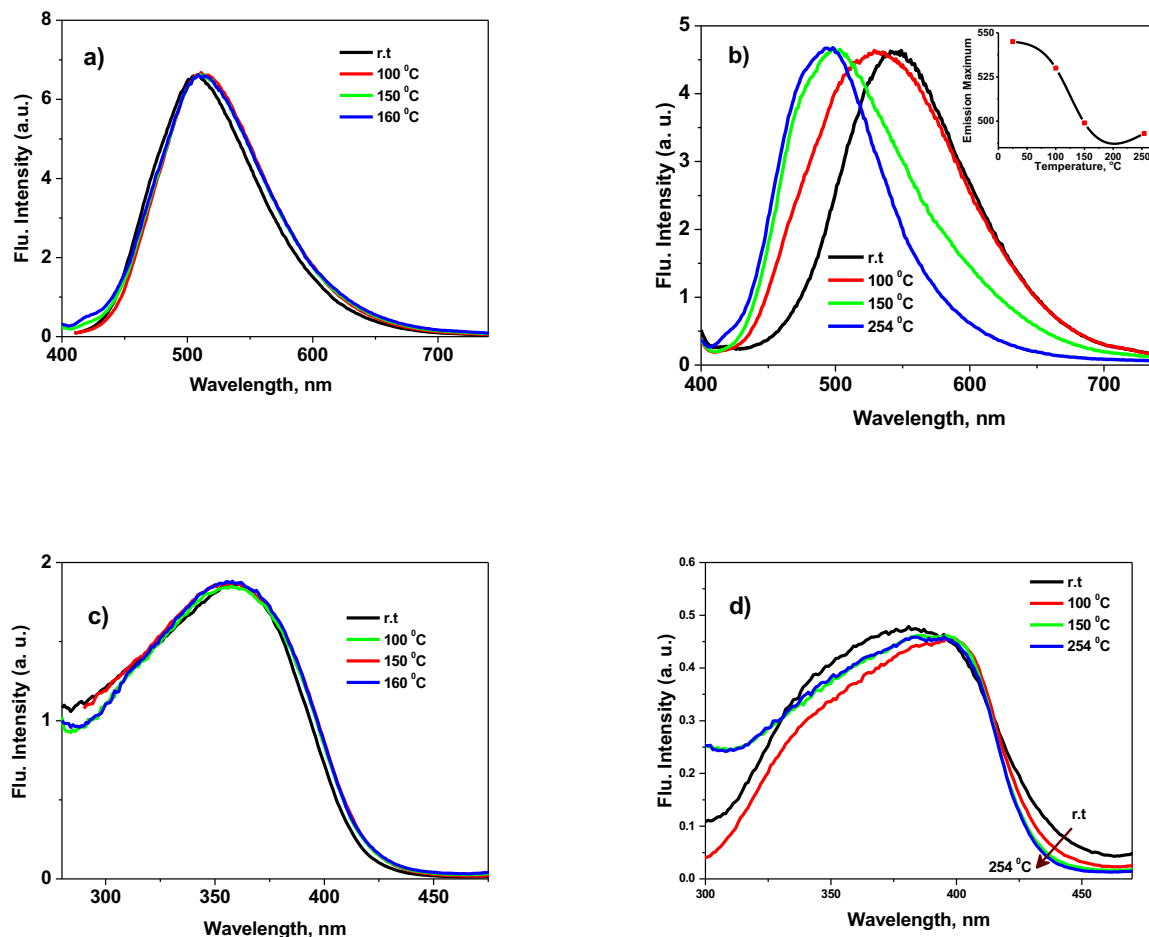 a)
8
6
4
2
0
Flu. Intensity (a.u.)
r.t
100 ⁰C
150 ⁰C
160 ⁰C
400 500 600 700
Wavelength, nm
b)
5
4
3
2
1
0
Flu. Intensity (a. u.)
r.t
100 ⁰C
150 ⁰C
254 ⁰C
400 500 600 700
Wavelength, nm
550
525
500
Emission Maximum
0 50 100 150 200 250
Temperature, °C
c)
2
1
0
Flu. Intensity (a. u.)
r.t
100 ⁰C
150 ⁰C
160 ⁰C
300 350 400 450
Wavelength, nm
d)
0.6
0.5
0.4
0.3
0.2
0.1
0.0
Flu. Intensity (a. u.)
r.t
100 ⁰C
150 ⁰C
254 ⁰C
r.t
254 ⁰C
300 350 400 450
Wavelength, nm